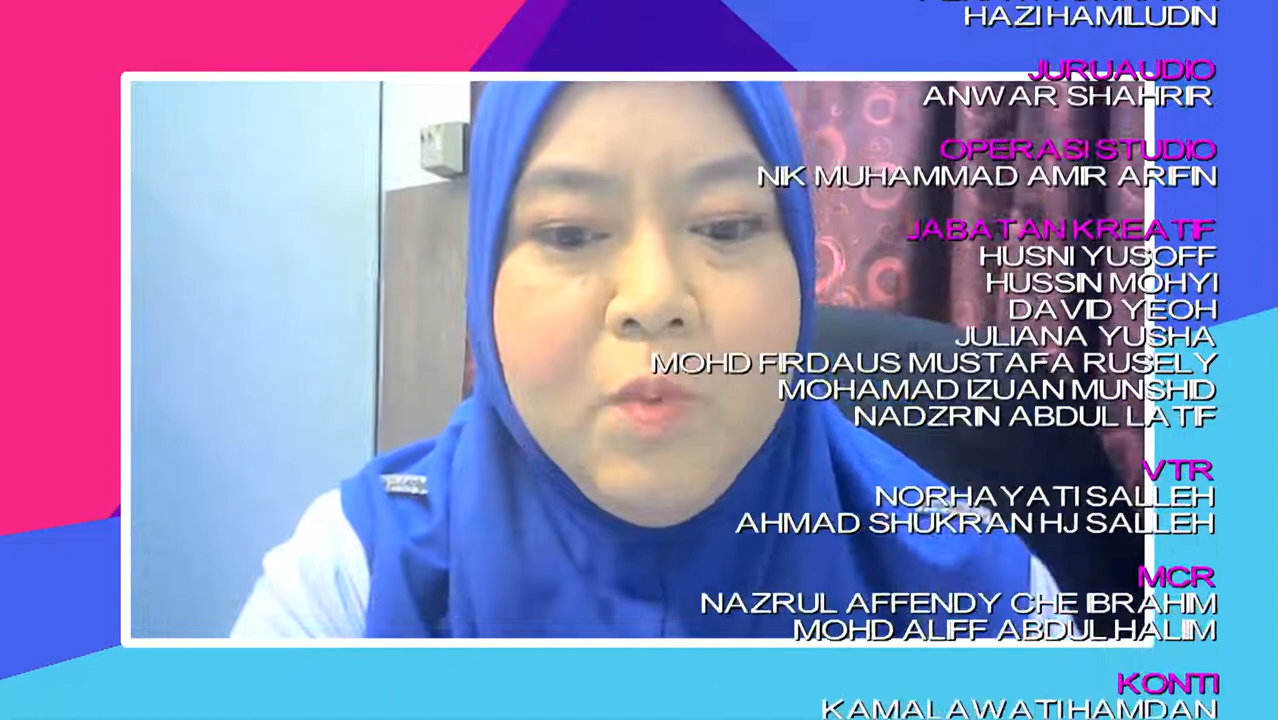 HAZI HAMILUDIN
JURUAUDIO
ANWAR SHAHRIR
OPERASI STUDIO
NIK MUHAMMAD AMIR ARIFIN
JABATAN KREATIF
HUSNI YUSOFF
HUSSIN MOHYI
DAVID YEOH
JULIANA YUSHA
MOHD FIRDAUS MUSTAFA RUSELY
MOHAMAD IZUAN MUNSHID
NADZRIN ABDUL LATIF
VTR
NORHAYATI SALLEH
AHMAD SHUKRAN HJ SALLEH
MCR
NAZRUL AFFENDY CHE IBRAHIM
MOHD ALIFF ABDUL HALIM
KONTI
KAMALAWATI HAMDAN